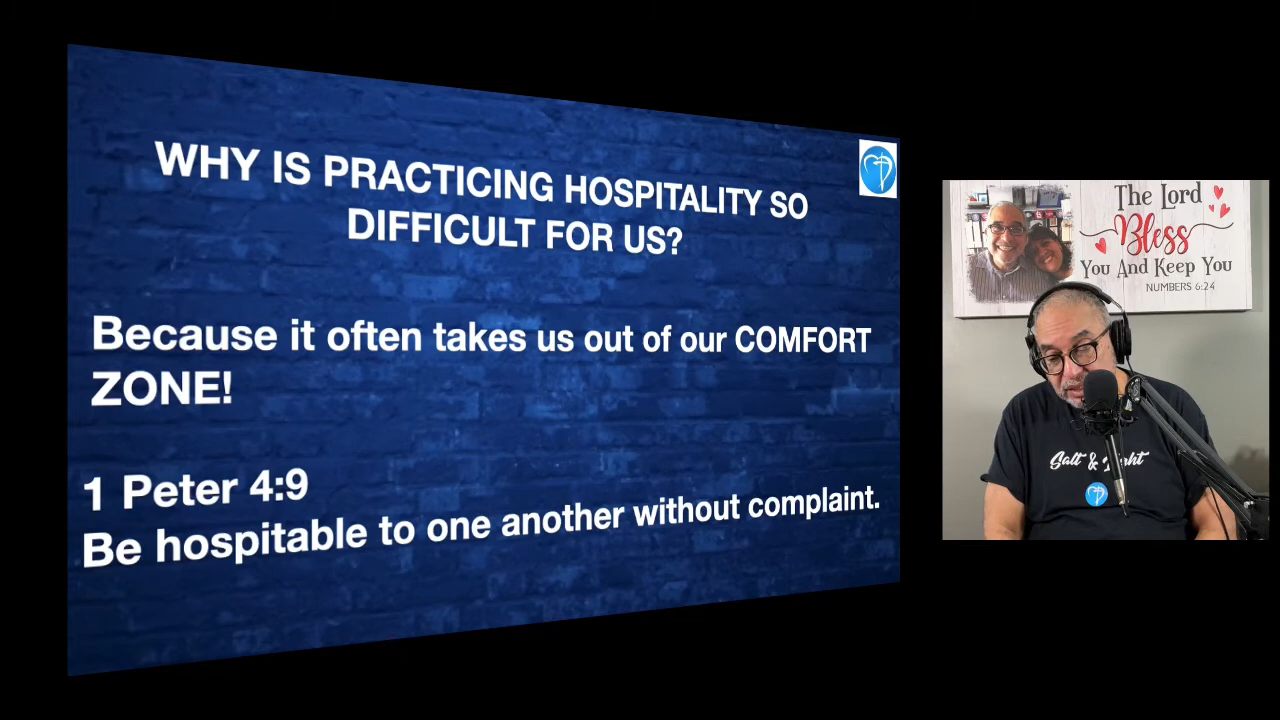 WHY IS PRACTICING HOSPITALITY SO
DIFFICULT FOR US?
Because it often takes us out of our COMFORT
ZONE!
1 Peter 4:9
Be hospitable to one another without complaint.
The Lord
Bless
You And Keep You
NUMBERS 6:24
Salt &